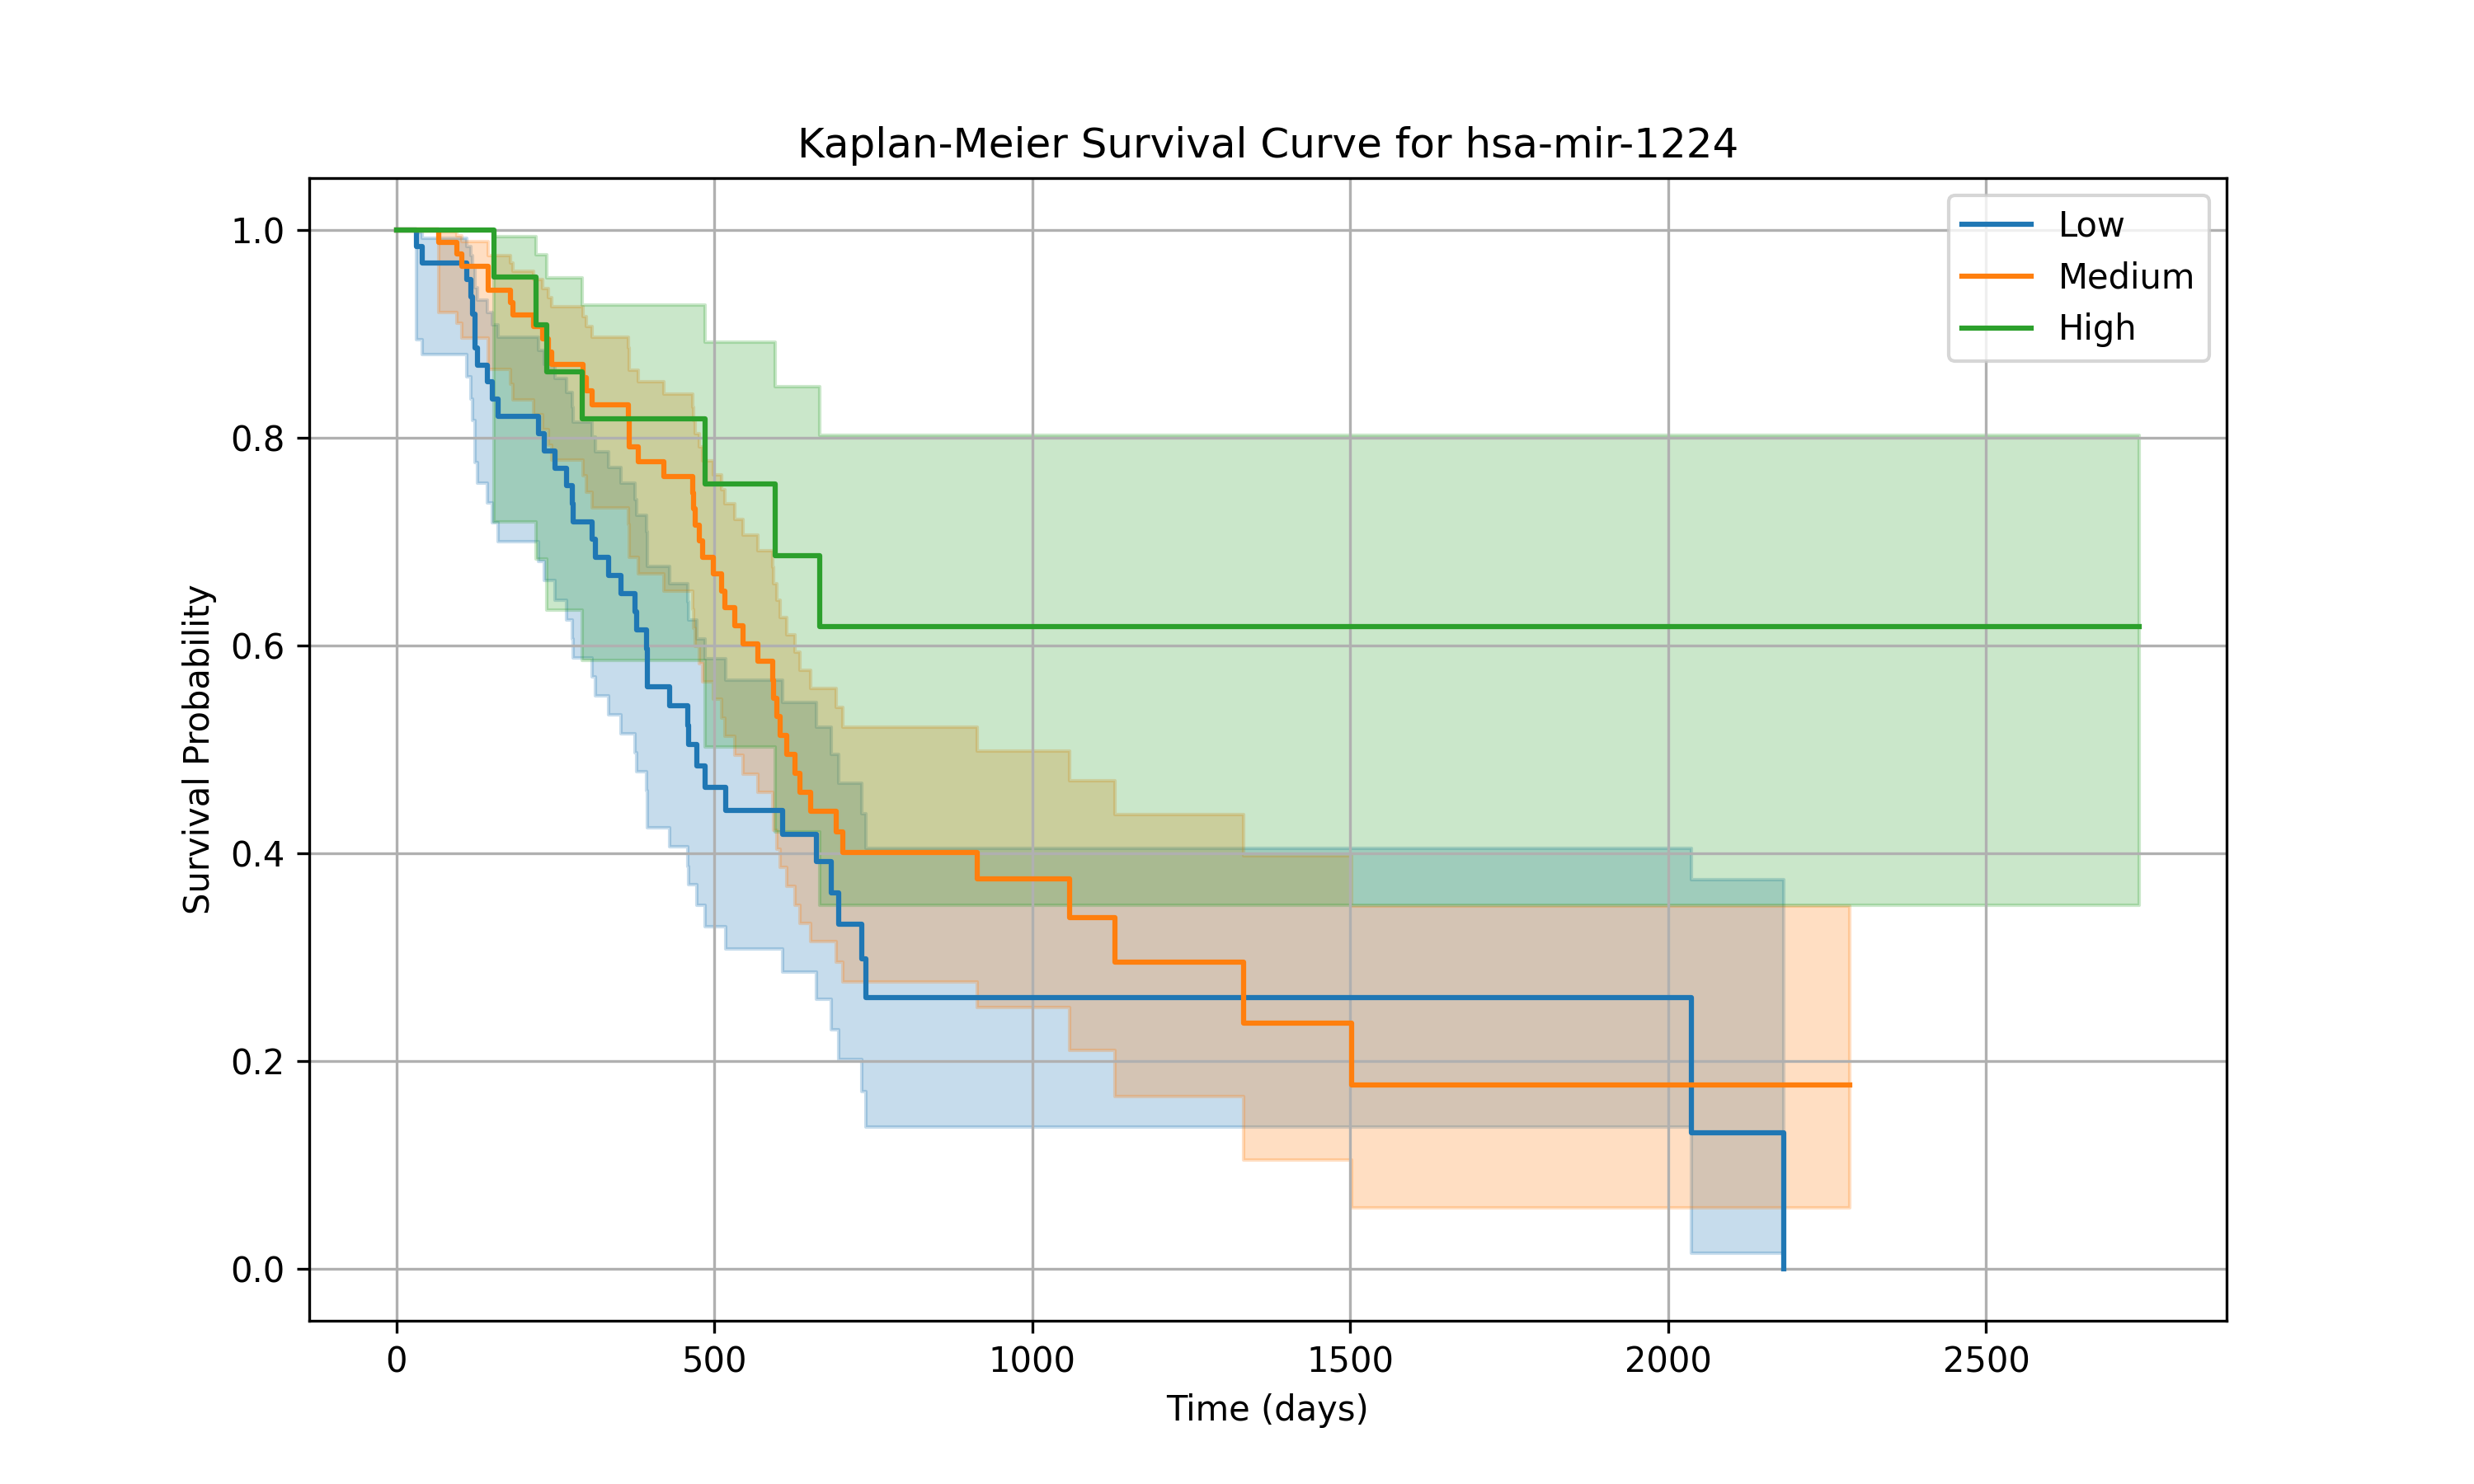 Kaplan-Meier Survival Curve for hsa-mir-1224
Low
Medium
High
Survival Probability
1.0
0.8
0.6
0.4
0.2
0.0
0 500 1000 1500 2000 2500
Time (days)